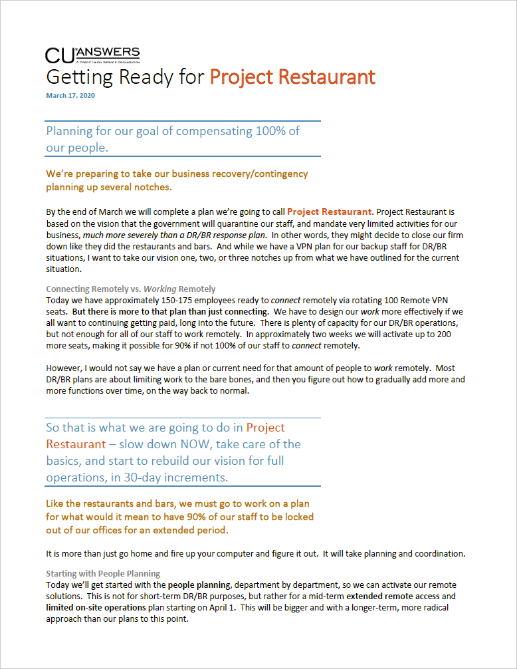 CU*ANSWERS
Getting Ready for Project Restaurant
March 17, 2020
Planning for our goal of compensating 100% of
our people.
We're preparing to take our business recovery/contingency
planning up several notches.
By the end of March we will complete a plan we're going to call Project Restaurant. Project Restaurant is
based on the vision that the government will quarantine our staff, and mandate very limited activities for our
business, much more severely than a DR/BR response plan. In other words, they might decide to close our firm
down like they did the restaurants and bars. And while we have a VPN plan for our backup staff for DR/BR
situations, I want to take our vision one, two, or three notches up from what we have outlined for the current
situation.
Connecting Remotely vs. Working Remotely
Today we have approximately 150-175 employees ready to connect remotely via rotating 100 Remote VPN
seats. But there is more to that plan than just connecting. We have to design our work more effectively if we
all want to continue getting paid, long into the future. There is plenty of capacity for our DR/BR operations,
but not enough for all of our staff to work remotely. In approximately two weeks we will activate up to 200
more seats, making it possible for 90% if not 100% of our staff to connect remotely.
However, I would not say we have a plan or current need for that amount of people to work remotely. Most
DR/BR plans are about limiting work to the bare bones, and then you figure out how to gradually add more and
more functions over time, on the way back to normal.
So that is what we are going to do in Project
Restaurant – slow down NOW, take care of the
basics, and start to rebuild our vision for full
operations, in 30-day increments.
Like the restaurants and bars, we must go to work on a plan
for what would it mean to have 90% of our staff to be locked
out of our offices for an extended period.
It is more than just go home and fire up your computer and figure it out. It will take planning and coordination.
Starting with People Planning
Today we'll get started with the people planning, department by department, so we can activate our remote
solutions. This is not for short-term DR/BR purposes, but rather for a mid-term extended remote access and
limited on-site operations plan starting on April 1. This will be bigger and with a longer-term, more radical
approach than our plans to this point.